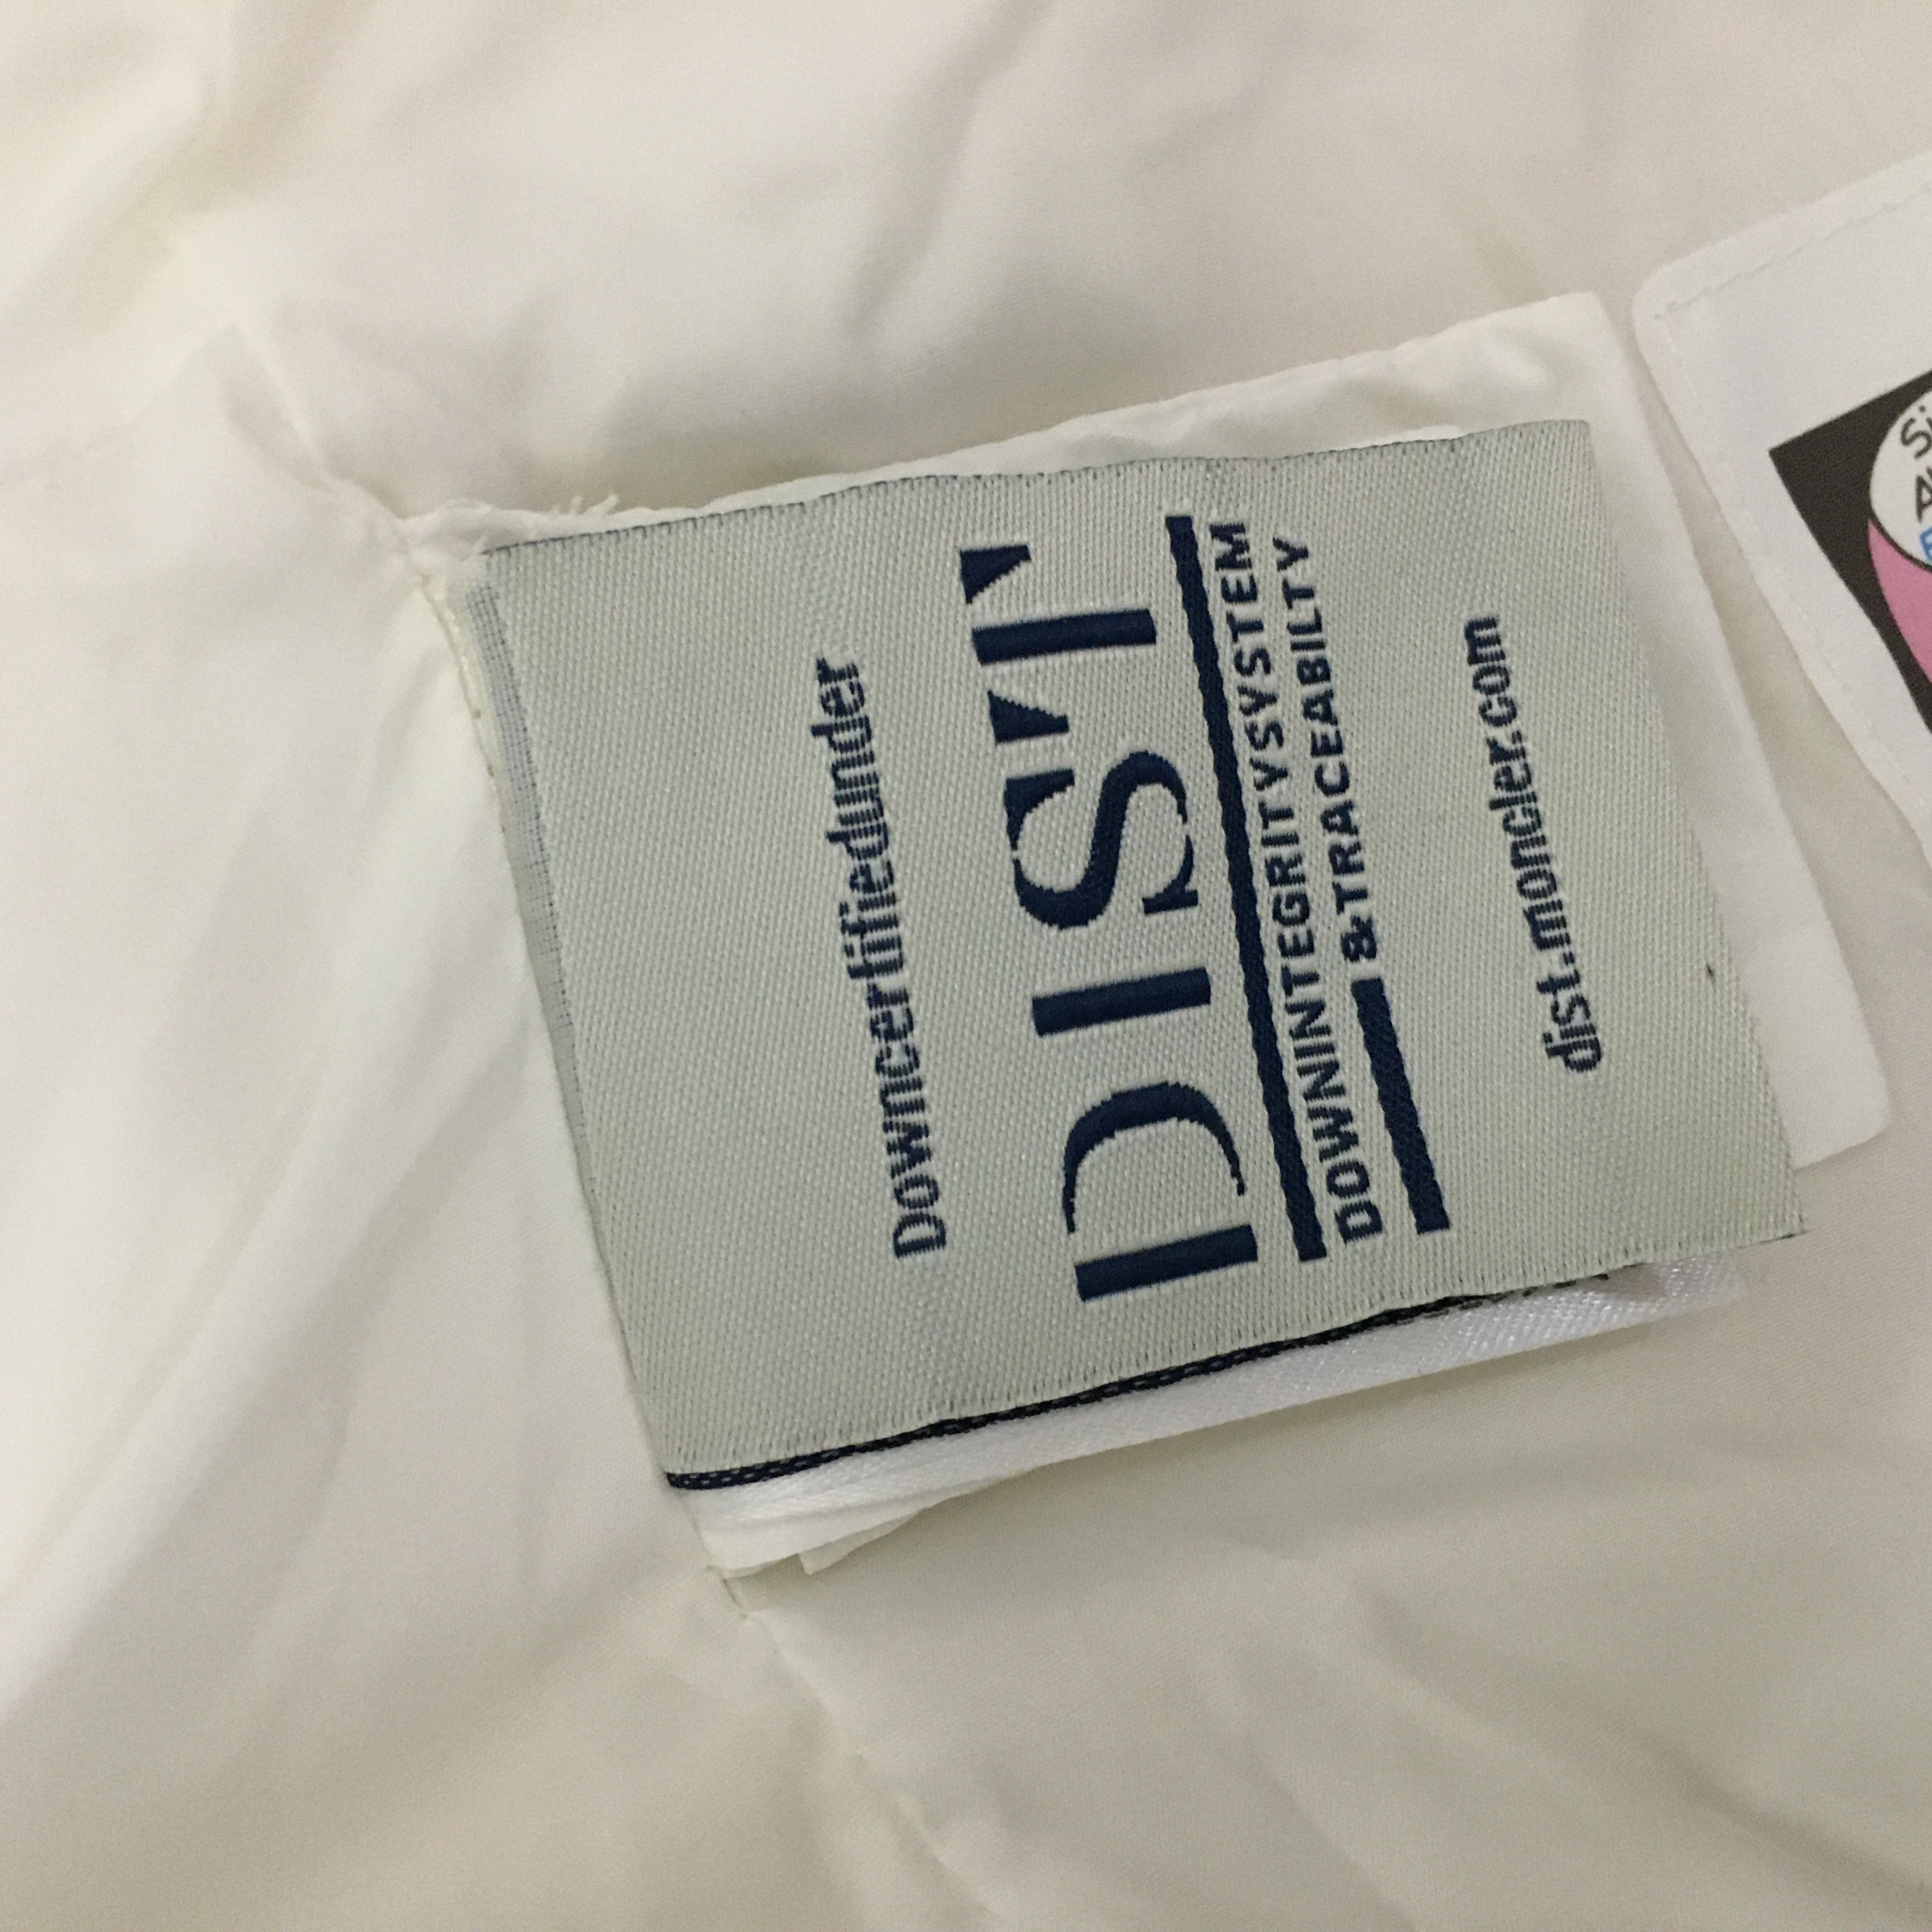 Downcertifiedunder
DIST
DOWNINTEGRITYSYSTEM
&TRACEABILTY
dist.moncler.com